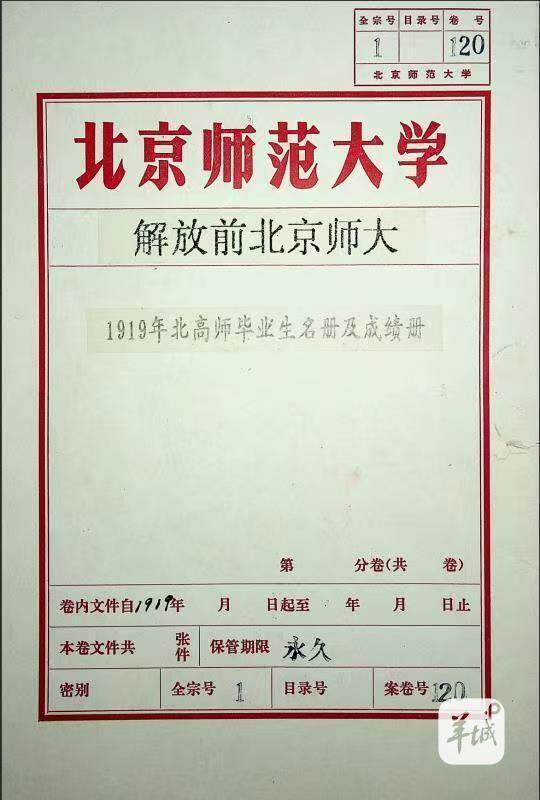 全宗号 目录号 卷 号
1 120
北京师范大学
北京师范大学
解放前北京师大
1919年北高师毕业生名册及成绩册
第 分卷(共 卷)
卷内文件自1919年 月 日起至 年 月 日止
本卷文件共 张件 保管期限 永久
密别 全宗号 1 目录号 案卷号 120
羊城P